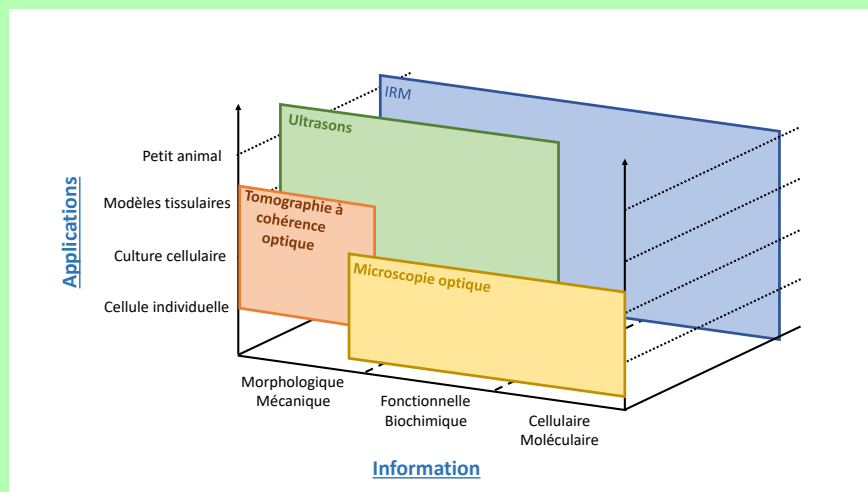 IRM
Ultrasons
Petit animal
Tomographie à
cohérence
optique
Modèles tissulaires
Applications
Culture cellulaire
Microscopie optique
Cellule individuelle
Morphologique
Mécanique
Fonctionnelle
Biochimique
Cellulaire
Moléculaire
Information